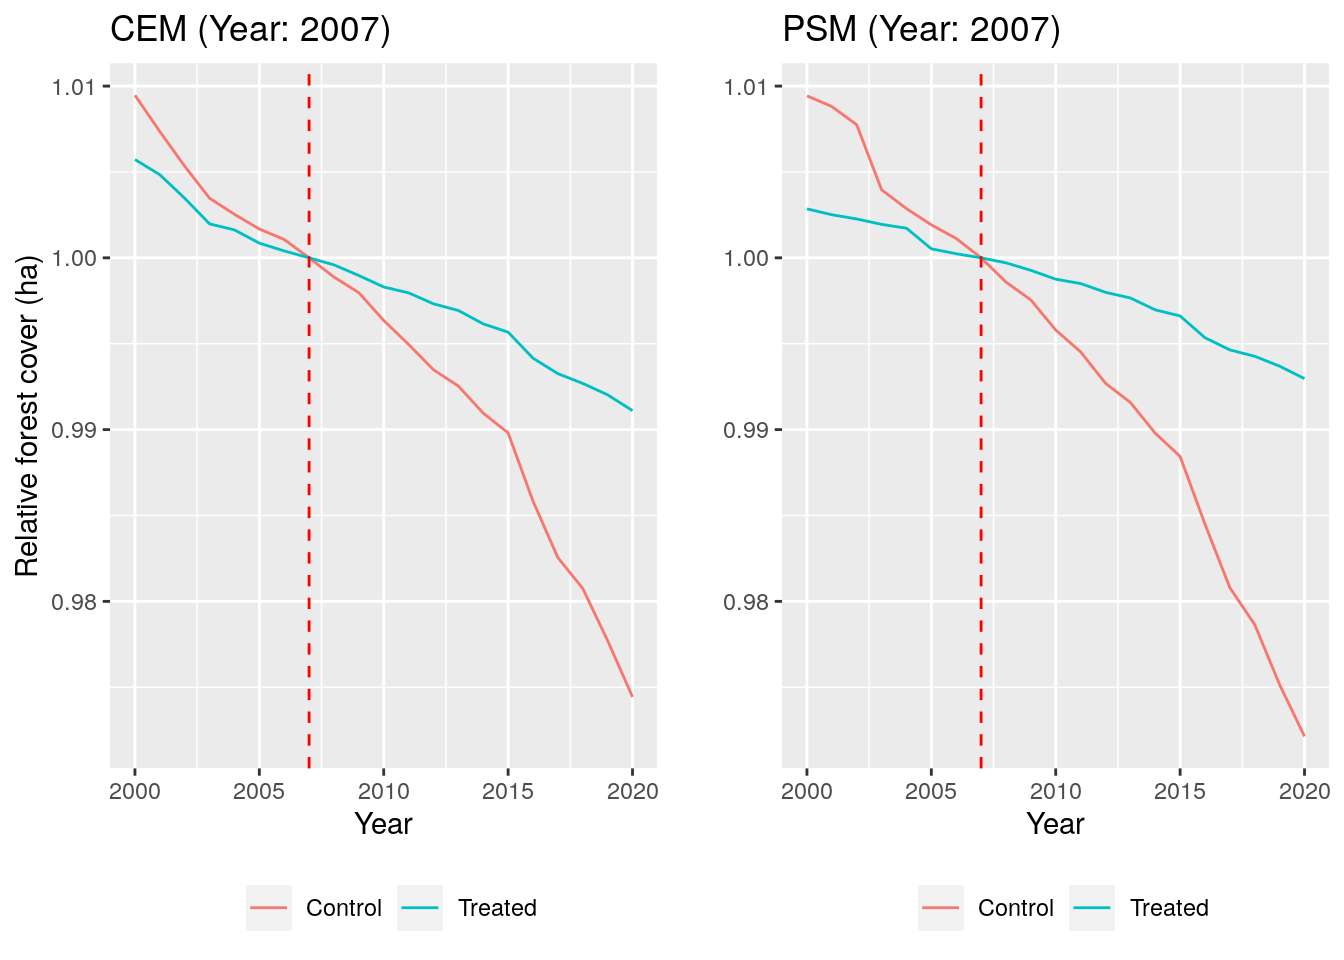 CEM (Year: 2007)
Relative forest cover (ha)
1.01
1.00
0.99
0.98
2000 2005 2010 2015 2020
Year
Control Treated
PSM (Year: 2007)
1.01
1.00
0.99
0.98
2000 2005 2010 2015 2020
Year
Control Treated